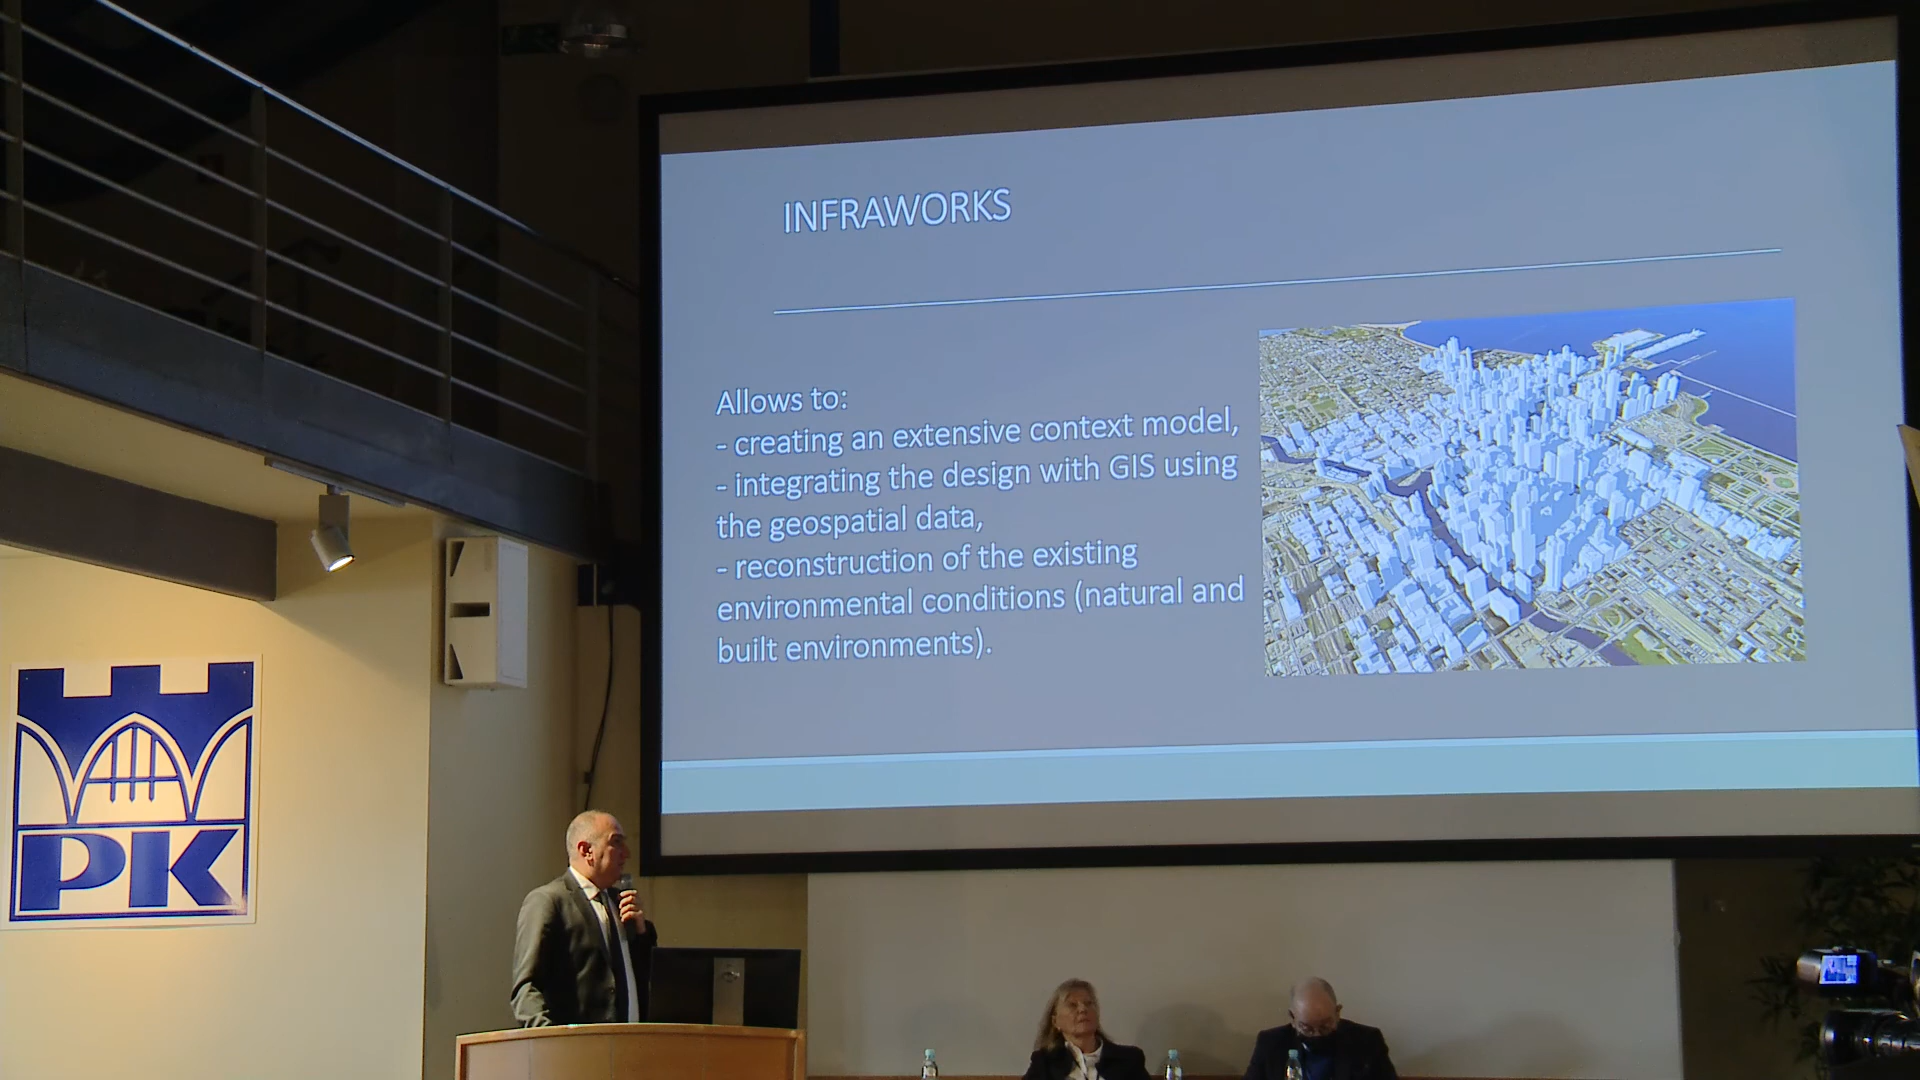 INFRAWORKS
Allows to:
- creating an extensive context model,
- integrating the design with GIS using
the geospatial data,
- reconstruction of the existing
environmental conditions (natural and
built environments).
PK